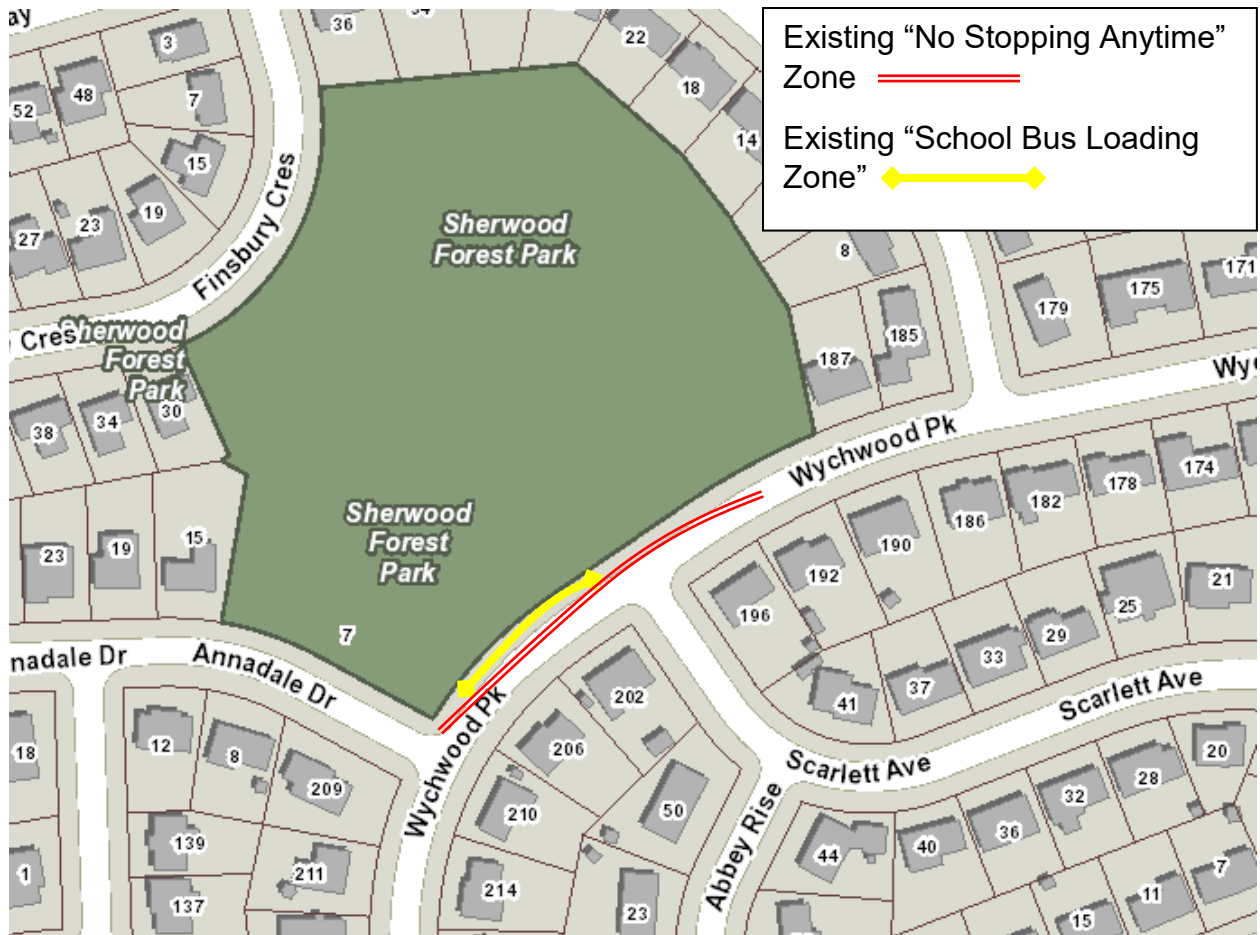 Existing “No Stopping Anytime”
Zone
Existing “School Bus Loading
Zone”
ay
36
22
3
48
18
52
7
14
15
Sherwood
Forest Park
19
23
27
Finsbury Cres
8
171
175
179
185
187
Cres
Sherwood
Forest
Park
Wychwood Pk
38
34
30
174
178
182
186
190
Sherwood
Forest
Park
23
19
15
192
196
21
25
29
33
37
41
7
nadale Dr
Annadale Dr
Wychwood Pk
202
206
210
214
Scarlett Ave
Scarlett Ave
18
12
8
209
50
20
28
32
36
40
44
139
211
1
137
Abbey Rise
23
7
11
15